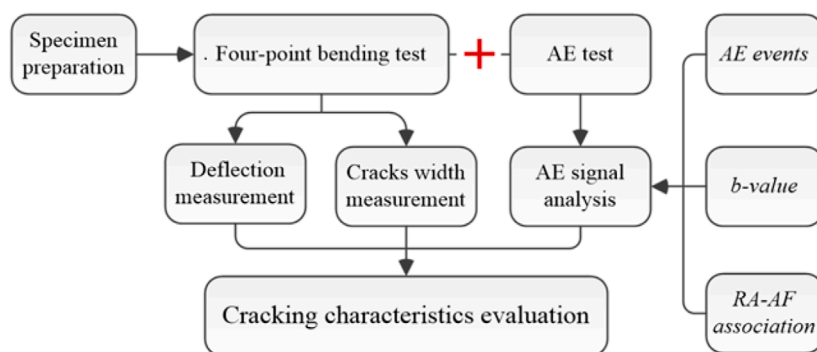 Specimen
preparation
. Four-point bending test
+
AE test
AE events
Deflection
measurement
Cracks width
measurement
AE signal
analysis
b-value
Cracking characteristics evaluation
RA-AF
association